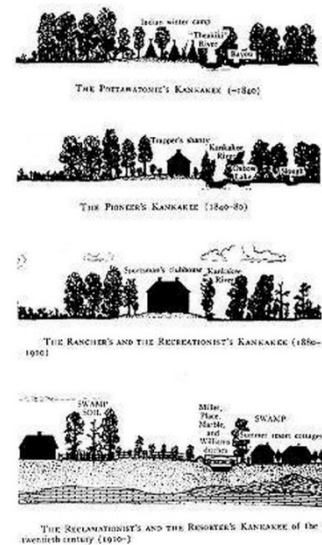 Indian winter camp
"Theakiki"
River
Bayou
THE POTTAWATOMIE'S KANKAKEE (–1840)
Trapper's shanty
Kankakee
River
Oxbow
Lake
Slough
THE PIONEER'S KANKAKEE (1840–80)
Sportsman's clubhouse
Kankakee
River
THE RANCHER'S AND THE RECREATIONIST'S KANKAKEE (1880–
1910)
SWAMP
SOIL
Miller,
Place,
Marble,
and
Williams
ditches
SWAMP
Summer resort cottages
THE RECLAMATIONIST'S AND THE RESORTER'S KANKAKEE of the
twentieth century (1910–)